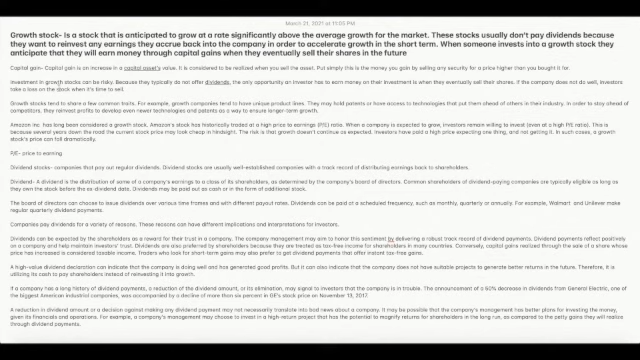 March 21, 2021 at 11:05 PM
Growth stock- Is a stock that is anticipated to grow at a rate significantly above the average growth for the market. These stocks usually don't pay dividends because
they want to reinvest any earnings they accrue back into the company in order to accelerate growth in the short term. When someone invests into a growth stock they
anticipate that they will earn money through capital gains when they eventually sell their shares in the future
Capital gain- Capital gain is an increase in a capital asset's value. It is considered to be realised when you sell the asset. Put simply this is the money you gain by selling any security for a price higher than you bought it for.
Investment in growth stocks can be risky. Because they typically do not offer dividends, the only opportunity an investor has to earn money on their investment is when they eventually sell their shares. If the company does not do well, investors
take a loss on the stock when it's time to sell.
Growth stocks tend to share a few common traits. For example, growth companies tend to have unique product lines. They may hold patents or have access to technologies that put them ahead of others in their industry. In order to stay ahead of
competitors, they reinvest profits to develop even newer technologies and patents as a way to ensure longer-term growth.
Amazon Inc. has long been considered a growth stock. Amazon's stock has historically traded at a high price to earnings (P/E) ratio. When a company is expected to grow, investors remain willing to invest (even at a high P/E ratio). This is
because several years down the road the current stock price may look cheap in hindsight. The risk is that growth doesn't continue as expected. Investors have paid a high price expecting one thing, and not getting it. In such cases, a growth
stock's price can fall dramatically.
P/E- price to earning
Dividend stocks- companies that pay out regular dividends. Dividend stocks are usually well-established companies with a track record of distributing earnings back to shareholders.
Dividend- A dividend is the distribution of some of a company's earnings to a class of its shareholders, as determined by the company's board of directors. Common shareholders of dividend-paying companies are typically eligible as long as
they own the stock before the ex-dividend date. Dividends may be paid out as cash or in the form of additional stock.
The board of directors can choose to issue dividends over various time frames and with different payout rates. Dividends can be paid at a scheduled frequency, such as monthly, quarterly or annually. For example, Walmart and Unilever make
regular quarterly dividend payments.
Companies pay dividends for a variety of reasons. These reasons can have different implications and interpretations for investors.
Dividends can be expected by the shareholders as a reward for their trust in a company. The company management may aim to honor this sentiment by delivering a robust track record of dividend payments. Dividend payments reflect positively
on a company and help maintain investors' trust. Dividends are also preferred by shareholders because they are treated as tax-free income for shareholders in many countries. Conversely, capital gains realized through the sale of a share whose
price has increased is considered taxable income. Traders who look for short-term gains may also prefer to get dividend payments that offer instant tax-free gains.
A high-value dividend declaration can indicate that the company is doing well and has generated good profits. But it can also indicate that the company does not have suitable projects to generate better returns in the future. Therefore, it is
utilizing its cash to pay shareholders instead of reinvesting it into growth.
If a company has a long history of dividend payments, a reduction of the dividend amount, or its elimination, may signal to investors that the company is in trouble. The announcement of a 50% decrease in dividends from General Electric, one of
the biggest American industrial companies, was accompanied by a decline of more than six percent in GE's stock price on November 13, 2017.
A reduction in dividend amount or a decision against making any dividend payment may not necessarily translate into bad news about a company. It may be possible that the company's management has better plans for investing the money,
given its financials and operations. For example, a company's management may choose to invest in a high-return project that has the potential to magnify returns for shareholders in the long run, as compared to the petty gains they will realize
through dividend payments.